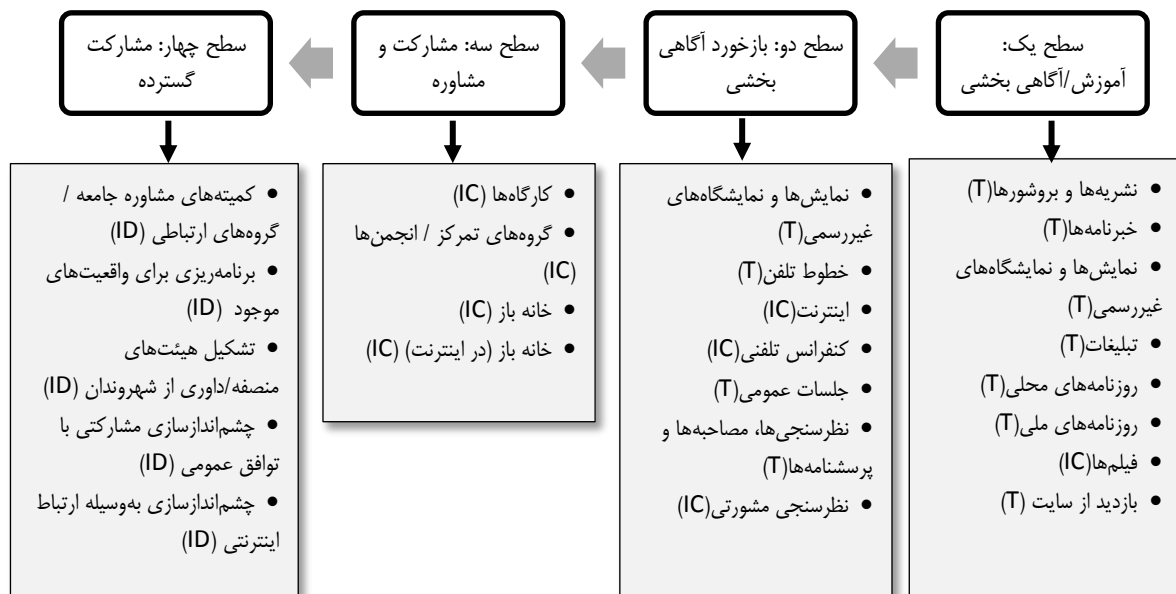 سطح یک:
آموزش/آگاهی بخشی
سطح دو: بازخورد آگاهی
بخشی
سطح سه: مشارکت و
مشاوره
سطح چهار: مشارکت
گسترده
• نشریه‌ها و بروشورها(T)
• خبرنامه‌ها(T)
• نمایش‌ها و نمایشگاه‌های
غیررسمی(T)
• تبلیغات(T)
• روزنامه‌های محلی(T)
• روزنامه‌های ملی(T)
• فیلم‌ها(IC)
• بازدید از سایت (T)
• نمایش‌ها و نمایشگاه‌های
غیررسمی(T)
• خطوط تلفن(T)
• اینترنت(IC)
• کنفرانس تلفنی(IC)
• جلسات عمومی(T)
• نظرسنجی‌ها، مصاحبه‌ها و
پرسشنامه‌ها(T)
• نظرسنجی مشورتی(IC)
• کارگاه‌ها (IC)
• گروه‌های تمرکز / انجمن‌ها
(IC)
• خانه باز (IC)
• خانه باز (در اینترنت) (IC)
• کمیته‌های مشاوره جامعه /
گروه‌های ارتباطی (ID)
• برنامه‌ریزی برای واقعیت‌های
موجود (ID)
• تشکیل هیئت‌های
منصفه/داوری از شهروندان (ID)
• چشم‌اندازسازی مشارکتی با
توافق عمومی (ID)
• چشم‌اندازسازی به‌وسیله ارتباط
اینترنتی (ID)